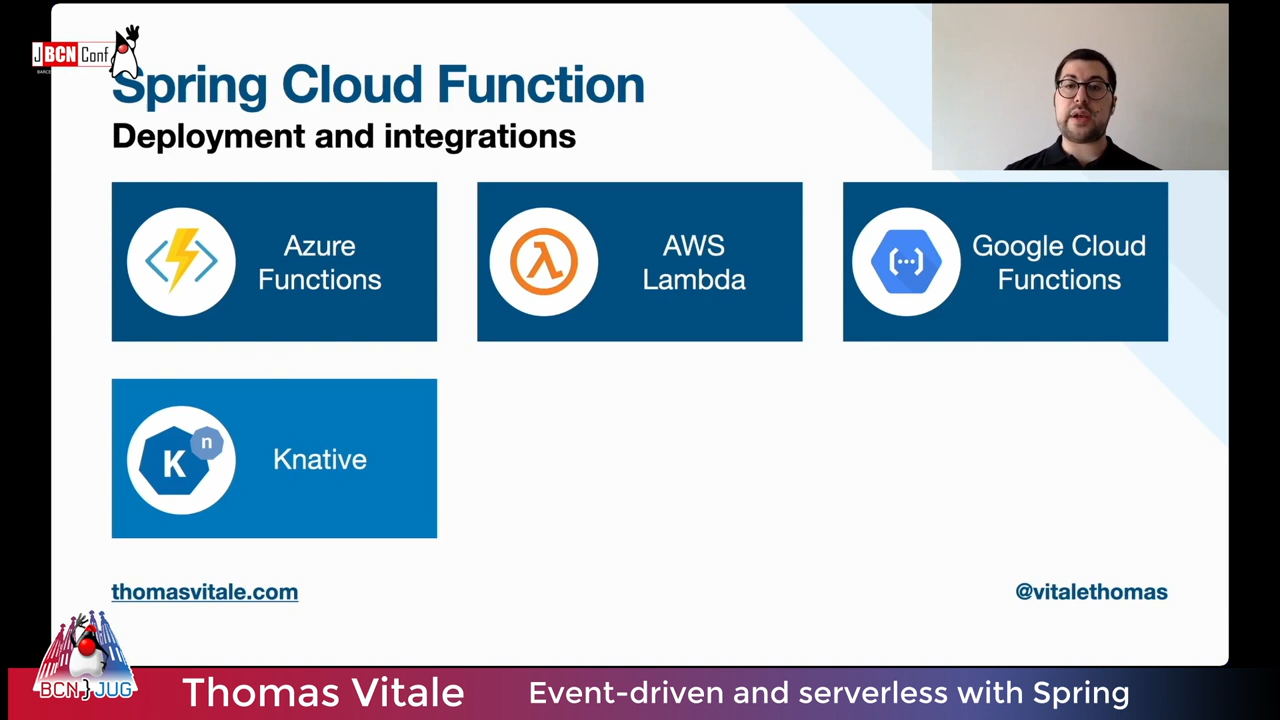 JBCNConf
Spring Cloud Function
Deployment and integrations
Azure
Functions
AWS
Lambda
Google Cloud
Functions
K
n
Knative
thomasvitale.com
@vitalethomas
BCN JUG
Thomas Vitale
Event-driven and serverless with Spring